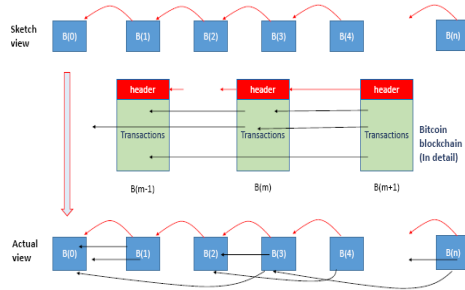 Sketch
view
B(0) B(1) B(2) B(3) B(4) B(n)
header header header
Transactions Transactions Transactions
Bitcoin
blockchain
(In detail)
B(m-1) B(m) B(m+1)
Actual
view
B(0) B(1) B(2) B(3) B(4) B(n)